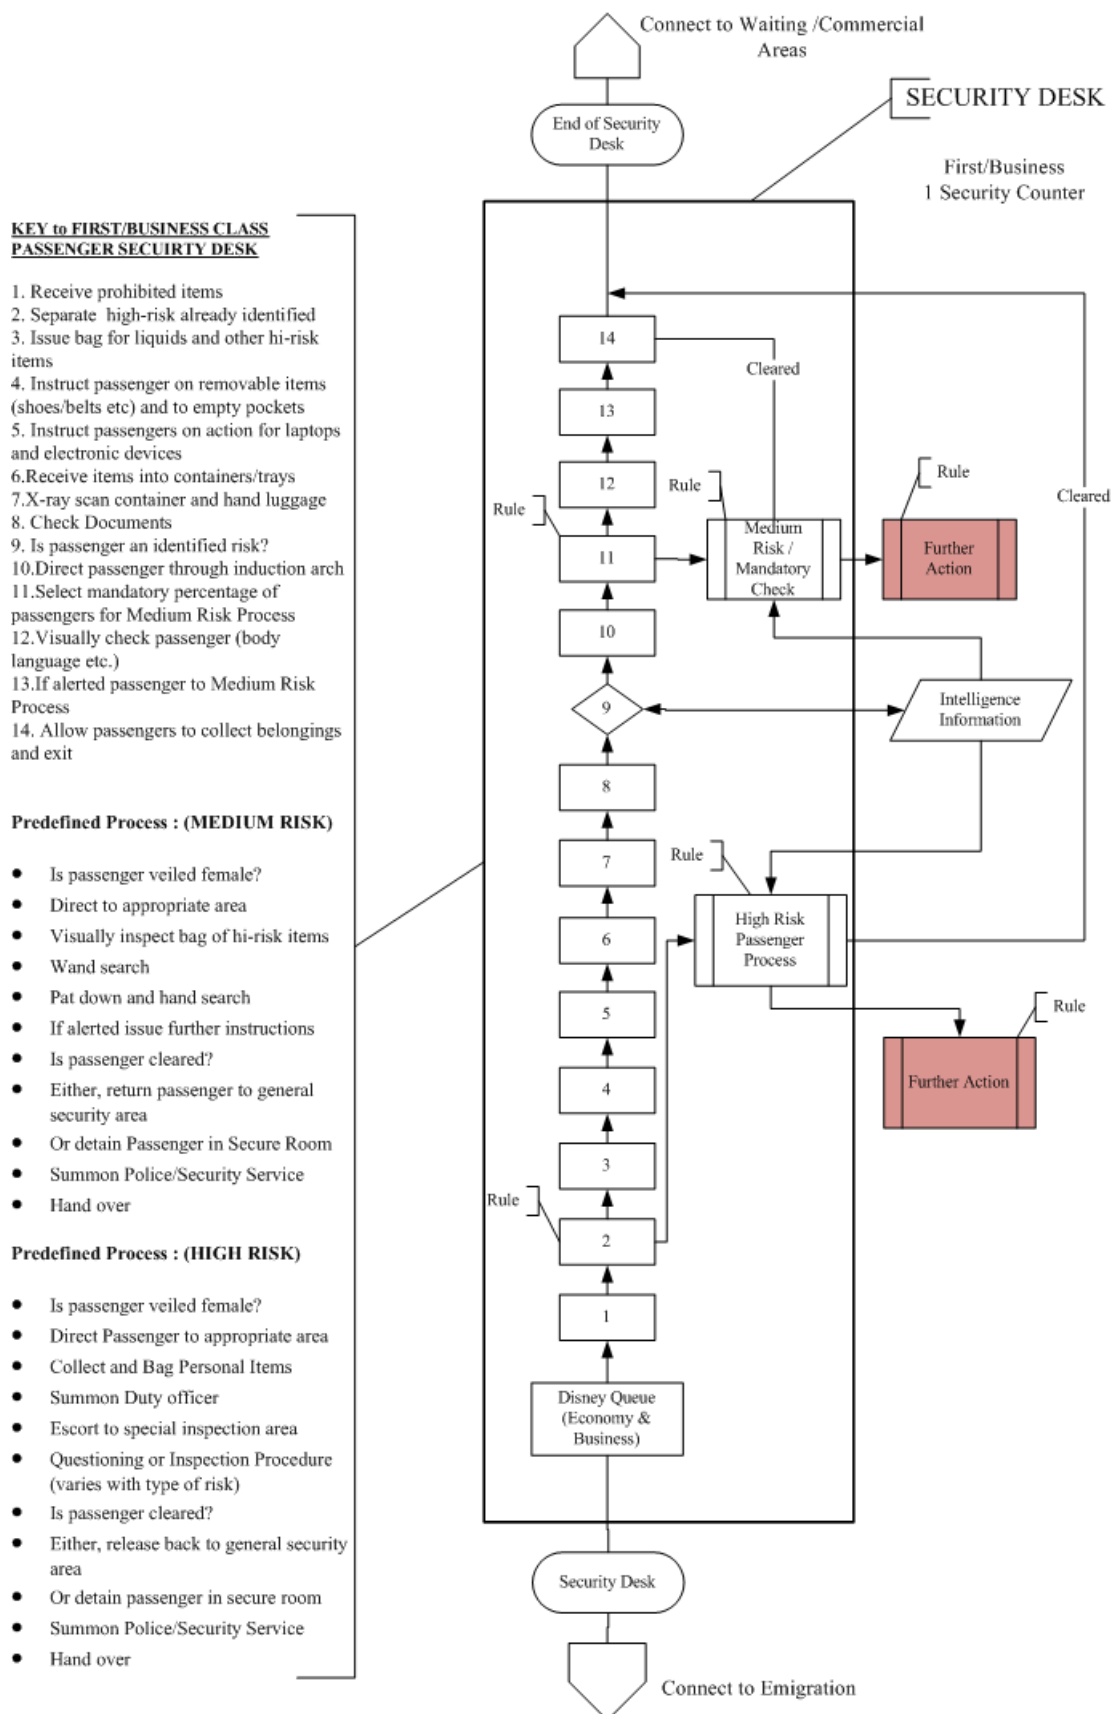 Connect to Waiting /Commercial
Areas
End of Security
Desk
SECURITY DESK
First/Business
1 Security Counter
KEY to FIRST/BUSINESS CLASS
PASSENGER SECUIRTY DESK
1. Receive prohibited items
2. Separate high-risk already identified
3. Issue bag for liquids and other hi-risk
items
4. Instruct passenger on removable items
(shoes/belts etc) and to empty pockets
5. Instruct passengers on action for laptops
and electronic devices
6.Receive items into containers/trays
7.X-ray scan container and hand luggage
8. Check Documents
9. Is passenger an identified risk?
10.Direct passenger through induction arch
11.Select mandatory percentage of
passengers for Medium Risk Process
12.Visually check passenger (body
language etc.)
13.If alerted passenger to Medium Risk
Process
14. Allow passengers to collect belongings
and exit
Predefined Process : (MEDIUM RISK)
Is passenger veiled female?
Direct to appropriate area
Visually inspect bag of hi-risk items
Wand search
Pat down and hand search
If alerted issue further instructions
Is passenger cleared?
Either, return passenger to general
security area
Or detain Passenger in Secure Room
Summon Police/Security Service
Hand over
Predefined Process : (HIGH RISK)
Is passenger veiled female?
Direct Passenger to appropriate area
Collect and Bag Personal Items
Summon Duty officer
Escort to special inspection area
Questioning or Inspection Procedure
(varies with type of risk)
Is passenger cleared?
Either, release back to general security
area
Or detain passenger in secure room
Summon Police/Security Service
Hand over
14
Cleared
13
12
Rule
Rule
Rule
Cleared
11
Medium
Risk /
Mandatory
Check
Further
Action
10
9
Intelligence
Information
8
7
Rule
6
High Risk
Passenger
Process
5
Rule
4
Further Action
3
Rule
2
1
Disney Queue
(Economy &
Business)
Security Desk
Connect to Emigration